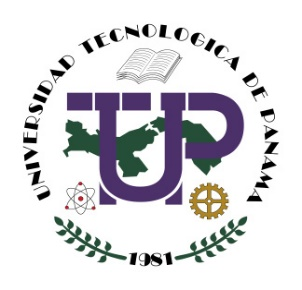 UNIVERSIDAD TECNOLOGICA DE PANAMA
UTP
1981